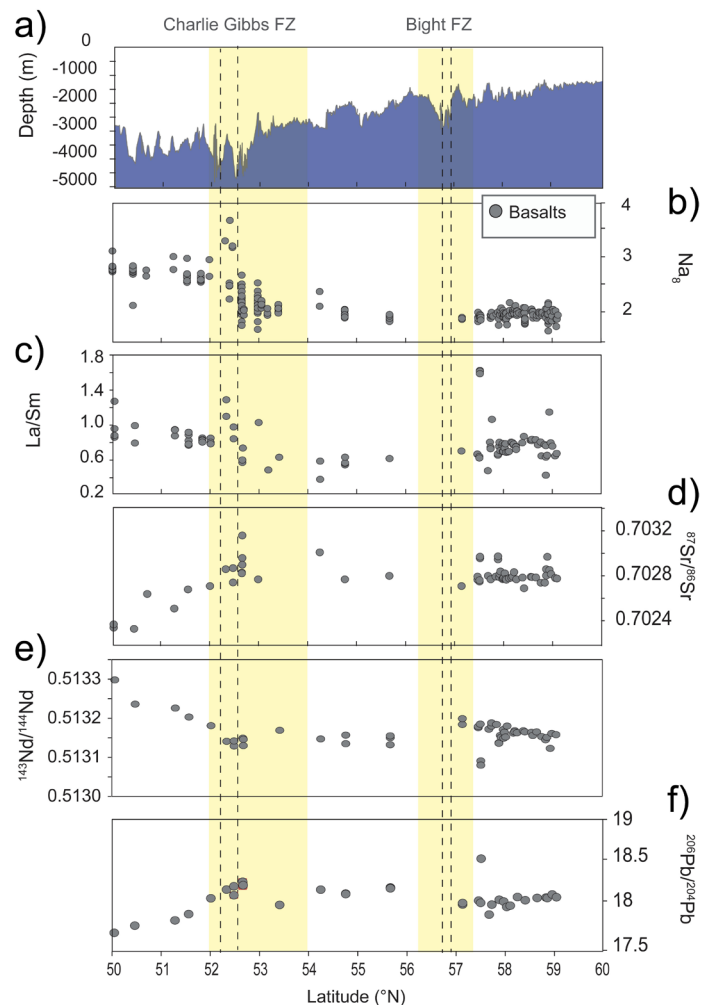 Charlie Gibbs FZ Bight FZ
a)
0
-1000
-2000
-3000
-4000
-5000
Depth (m)
b)
Basalts
4
3
2
Na₈
c)
1.8
1.4
1.0
0.6
0.2
La/Sm
d)
0.7032
0.7028
0.7024
⁸⁷Sr/⁸⁶Sr
e)
0.5133
0.5132
0.5131
0.5130
¹⁴³Nd/¹⁴⁴Nd
f)
19
18.5
18
17.5
²⁰⁶Pb/²⁰⁴Pb
50 51 52 53 54 55 56 57 58 59 60
Latitude (°N)